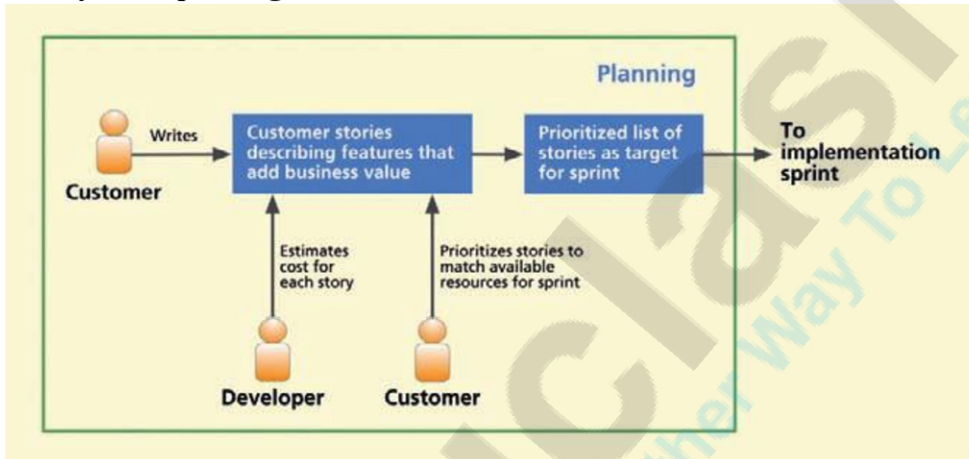 Planning
Writes
Customer
Customer stories
describing features that
add business value
Prioritized list of
stories as target
for sprint
To
implementation
sprint
Estimates
cost for
each story
Prioritizes stories to
match available
resources for sprint
Developer
Customer